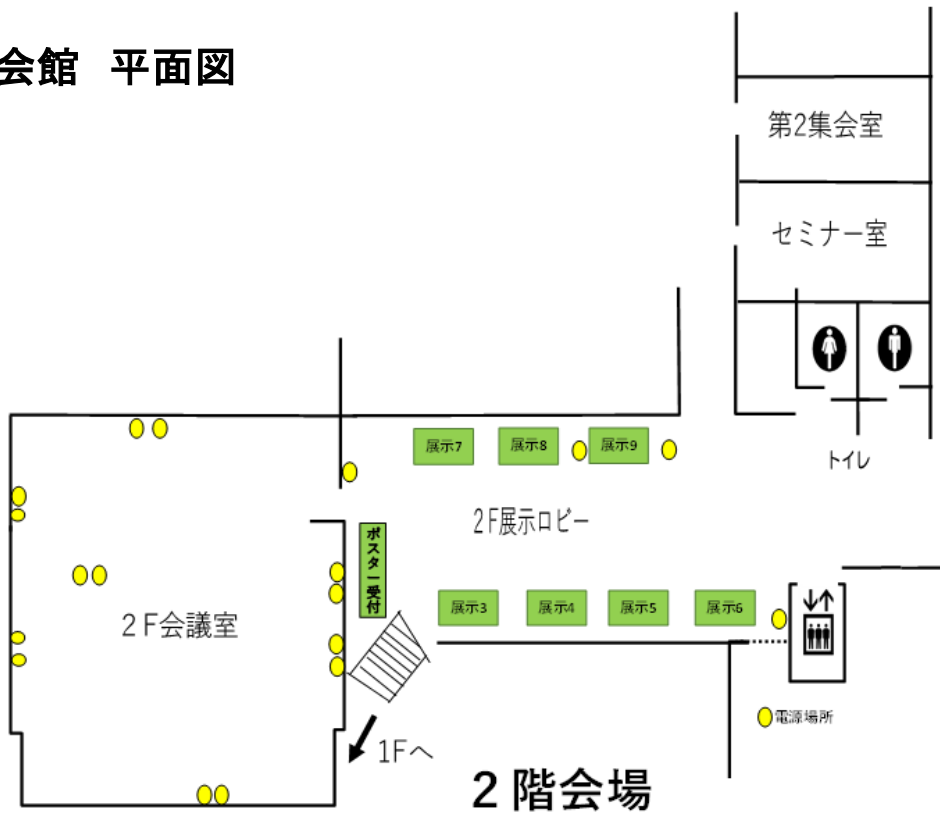 会館 平面図
第2集会室
セミナー室
トイレ
展示7
展示8
展示9
2F展示ロビー
ポスター受付
展示3
展示4
展示5
展示6
2F会議室
電源場所
1Fへ
2階会場